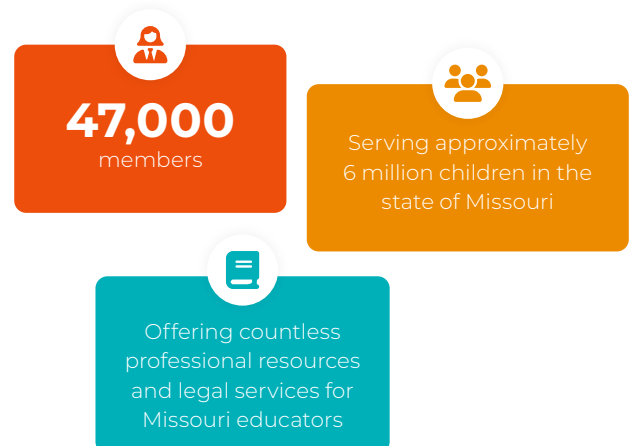 47,000
members
Serving approximately
6 million children in the
state of Missouri
Offering countless
professional resources
and legal services for
Missouri educators